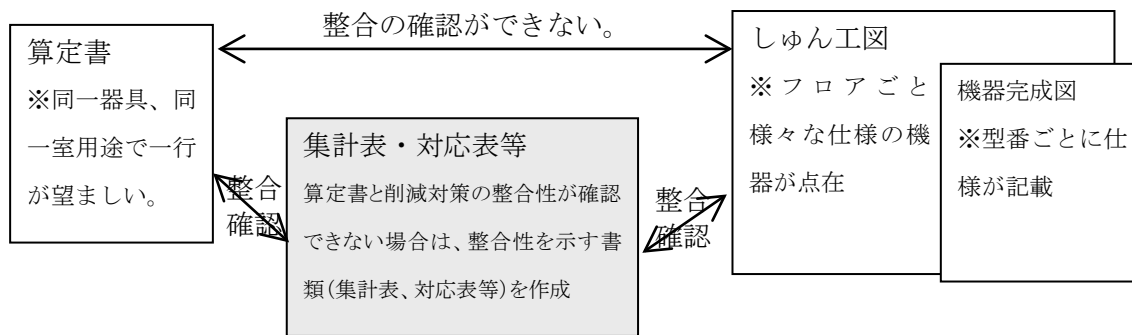 整合の確認ができない。
算定書
※同一器具、同
一室用途で一行
が望ましい。
整合
確認
集計表・対応表等
算定書と削減対策の整合性が確認
できない場合は、整合性を示す書
類(集計表、対応表等)を作成
整合
確認
しゅん工図
※フロアごと
様々な仕様の機
器が点在
機器完成図
※型番ごとに仕
様が記載